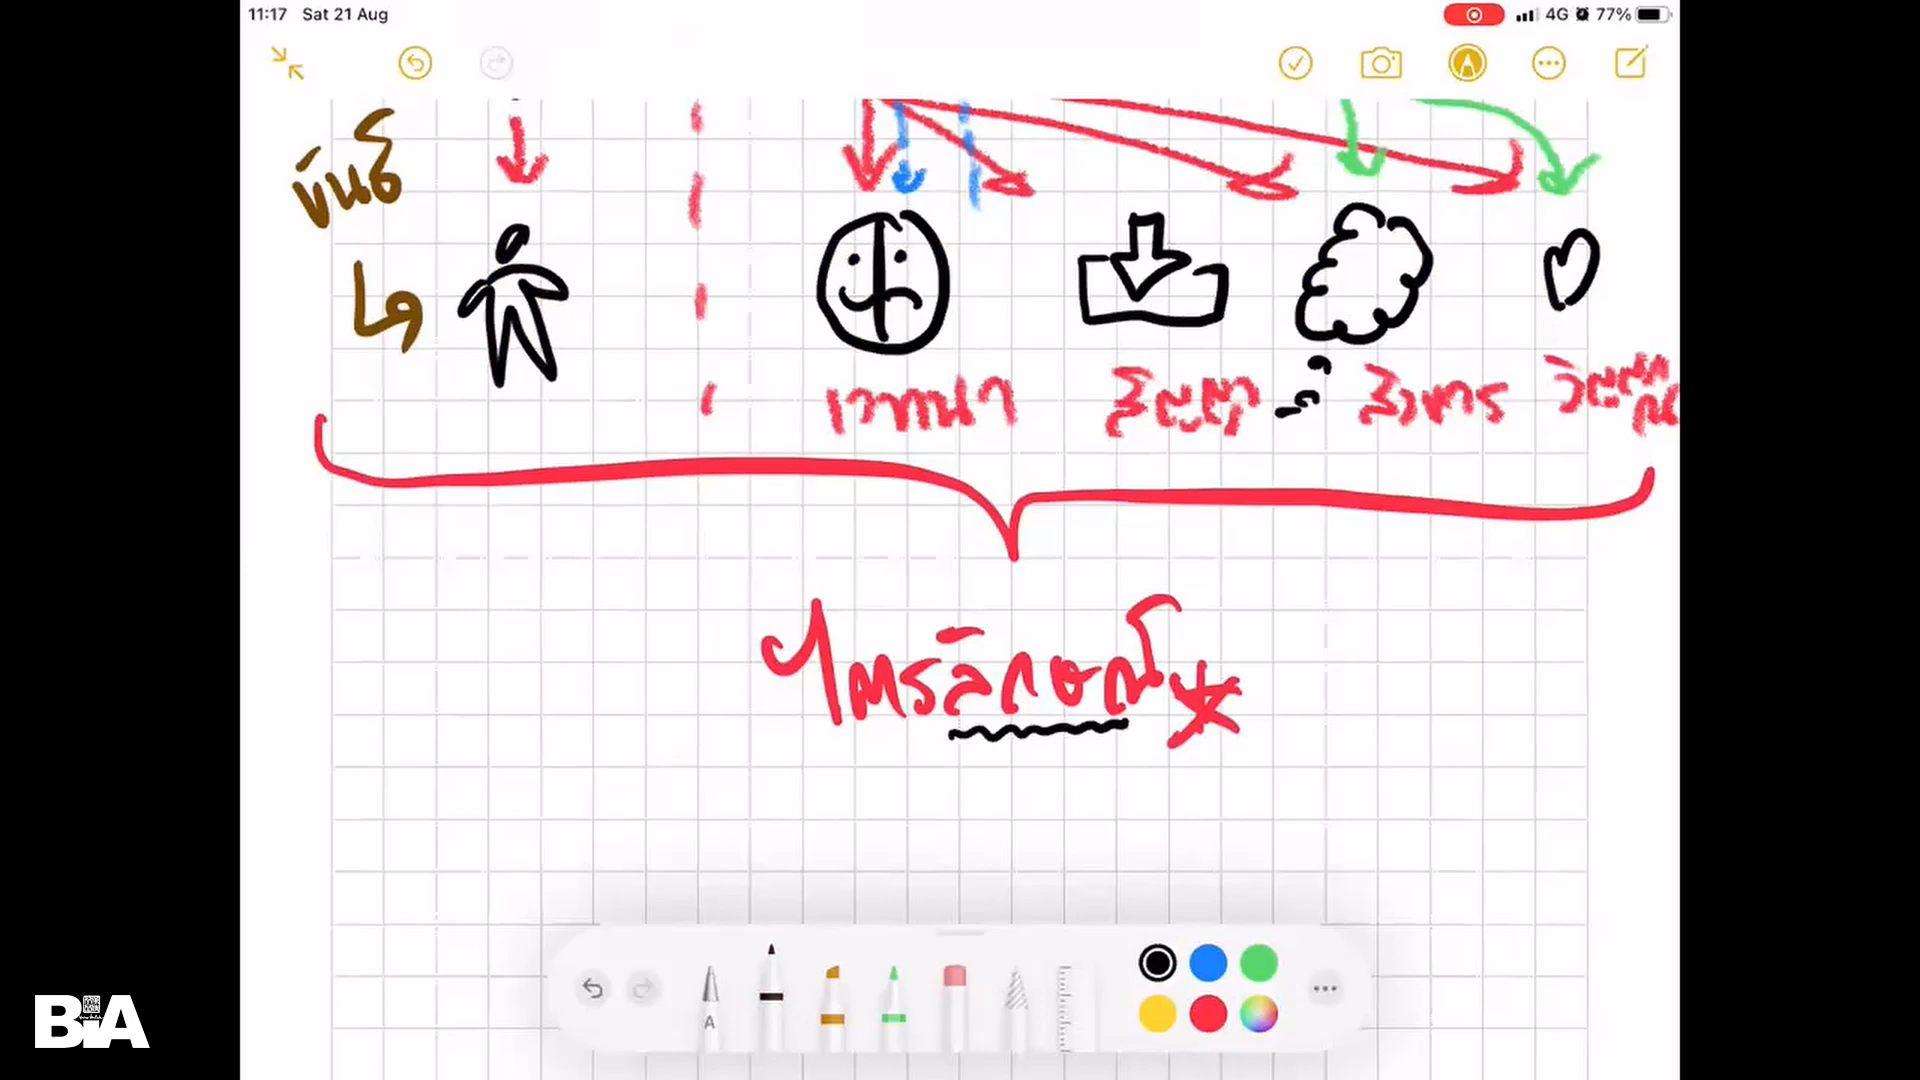 11:17 Sat 21 Aug 4G 77%
ขันธ์
5
เวทนา สัญญา สังขาร วิญญาณ
ไตรลักษณ์
A
BIA